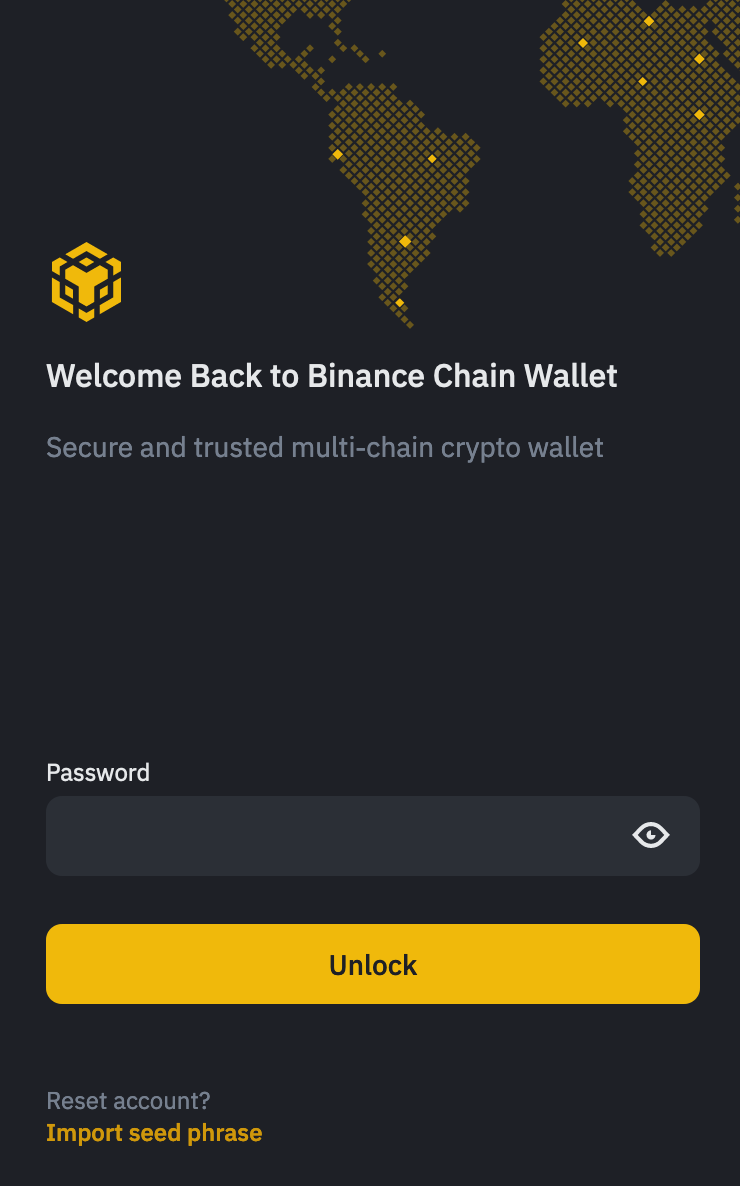 Welcome Back to Binance Chain Wallet
Secure and trusted multi-chain crypto wallet
Password
Unlock
Reset account?
Import seed phrase